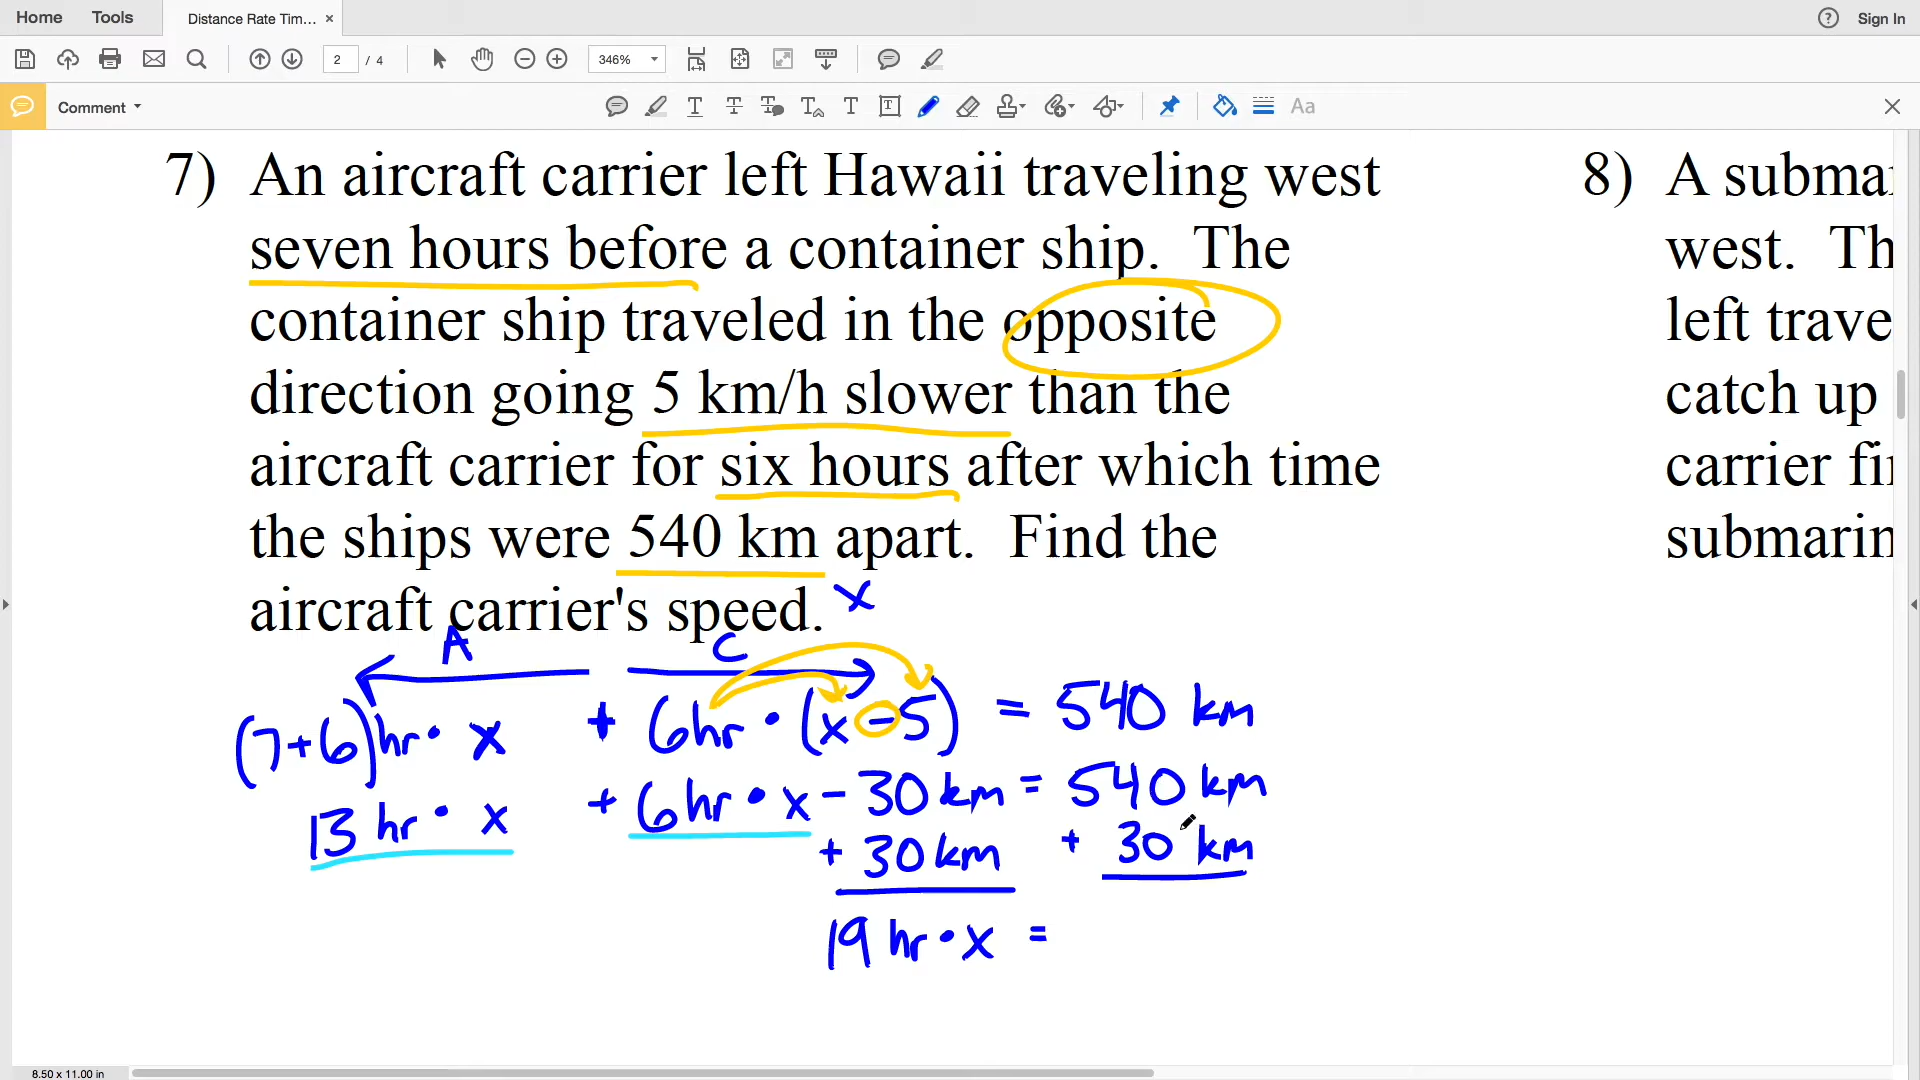 Home Tools Distance Rate Tim... × ? Sign In
2 / 4 346%
Comment T T T T T T Aa
7) An aircraft carrier left Hawaii traveling west
seven hours before a container ship. The
container ship traveled in the opposite
direction going 5 km/h slower than the
aircraft carrier for six hours after which time
the ships were 540 km apart. Find the
aircraft carrier's speed. x
8) A submar
west. Th
left trave
catch up
carrier fi
submarin
A C
(7+6)hr · x + 6hr · (x - 5) = 540 km
13 hr · x + 6hr · x - 30 km = 540 km
+ 30 km + 30 km
19 hr · x =
8.50 x 11.00 in